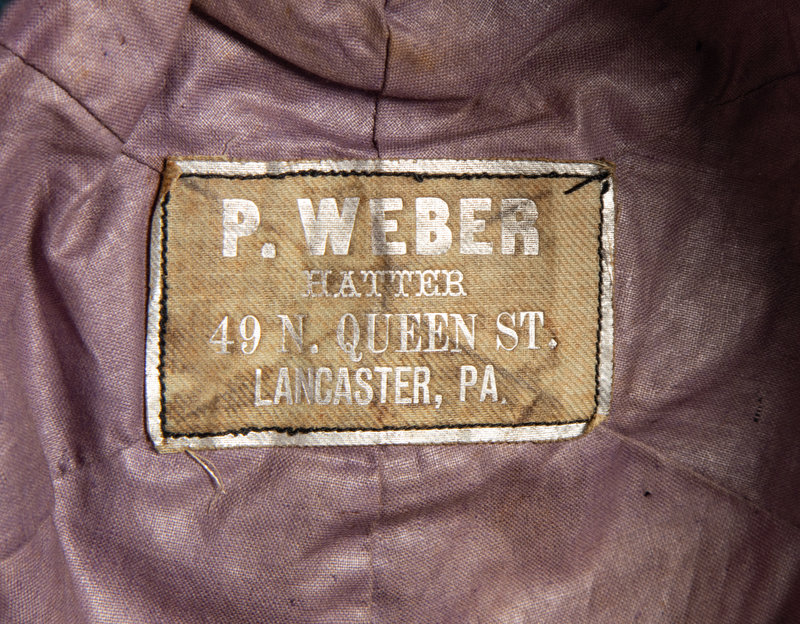 P. WEBER
HATTER
49 N. QUEEN ST.
LANCASTER, PA.